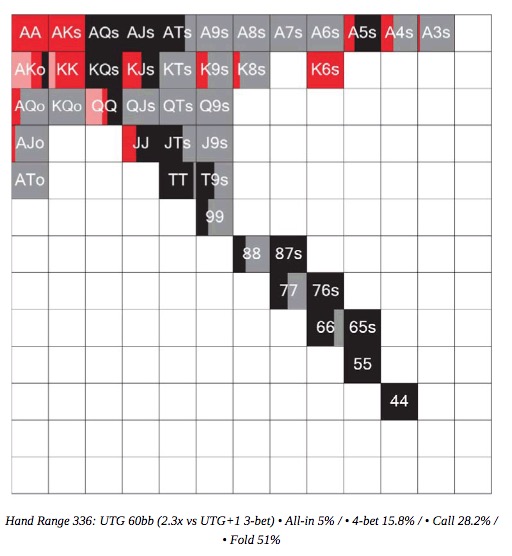 AA AKs AQs AJs ATs A9s A8s A7s A6s A5s A4s A3s
AKo KK KQs KJs KTs K9s K8s K6s
AQo KQo QQ QJs QTs Q9s
AJo JJ JTs J9s
ATo TT T9s
99
88 87s
77 76s
66 65s
55
44
Hand Range 336: UTG 60bb (2.3x vs UTG+1 3-bet) • All-in 5% / • 4-bet 15.8% / • Call 28.2% /
• Fold 51%